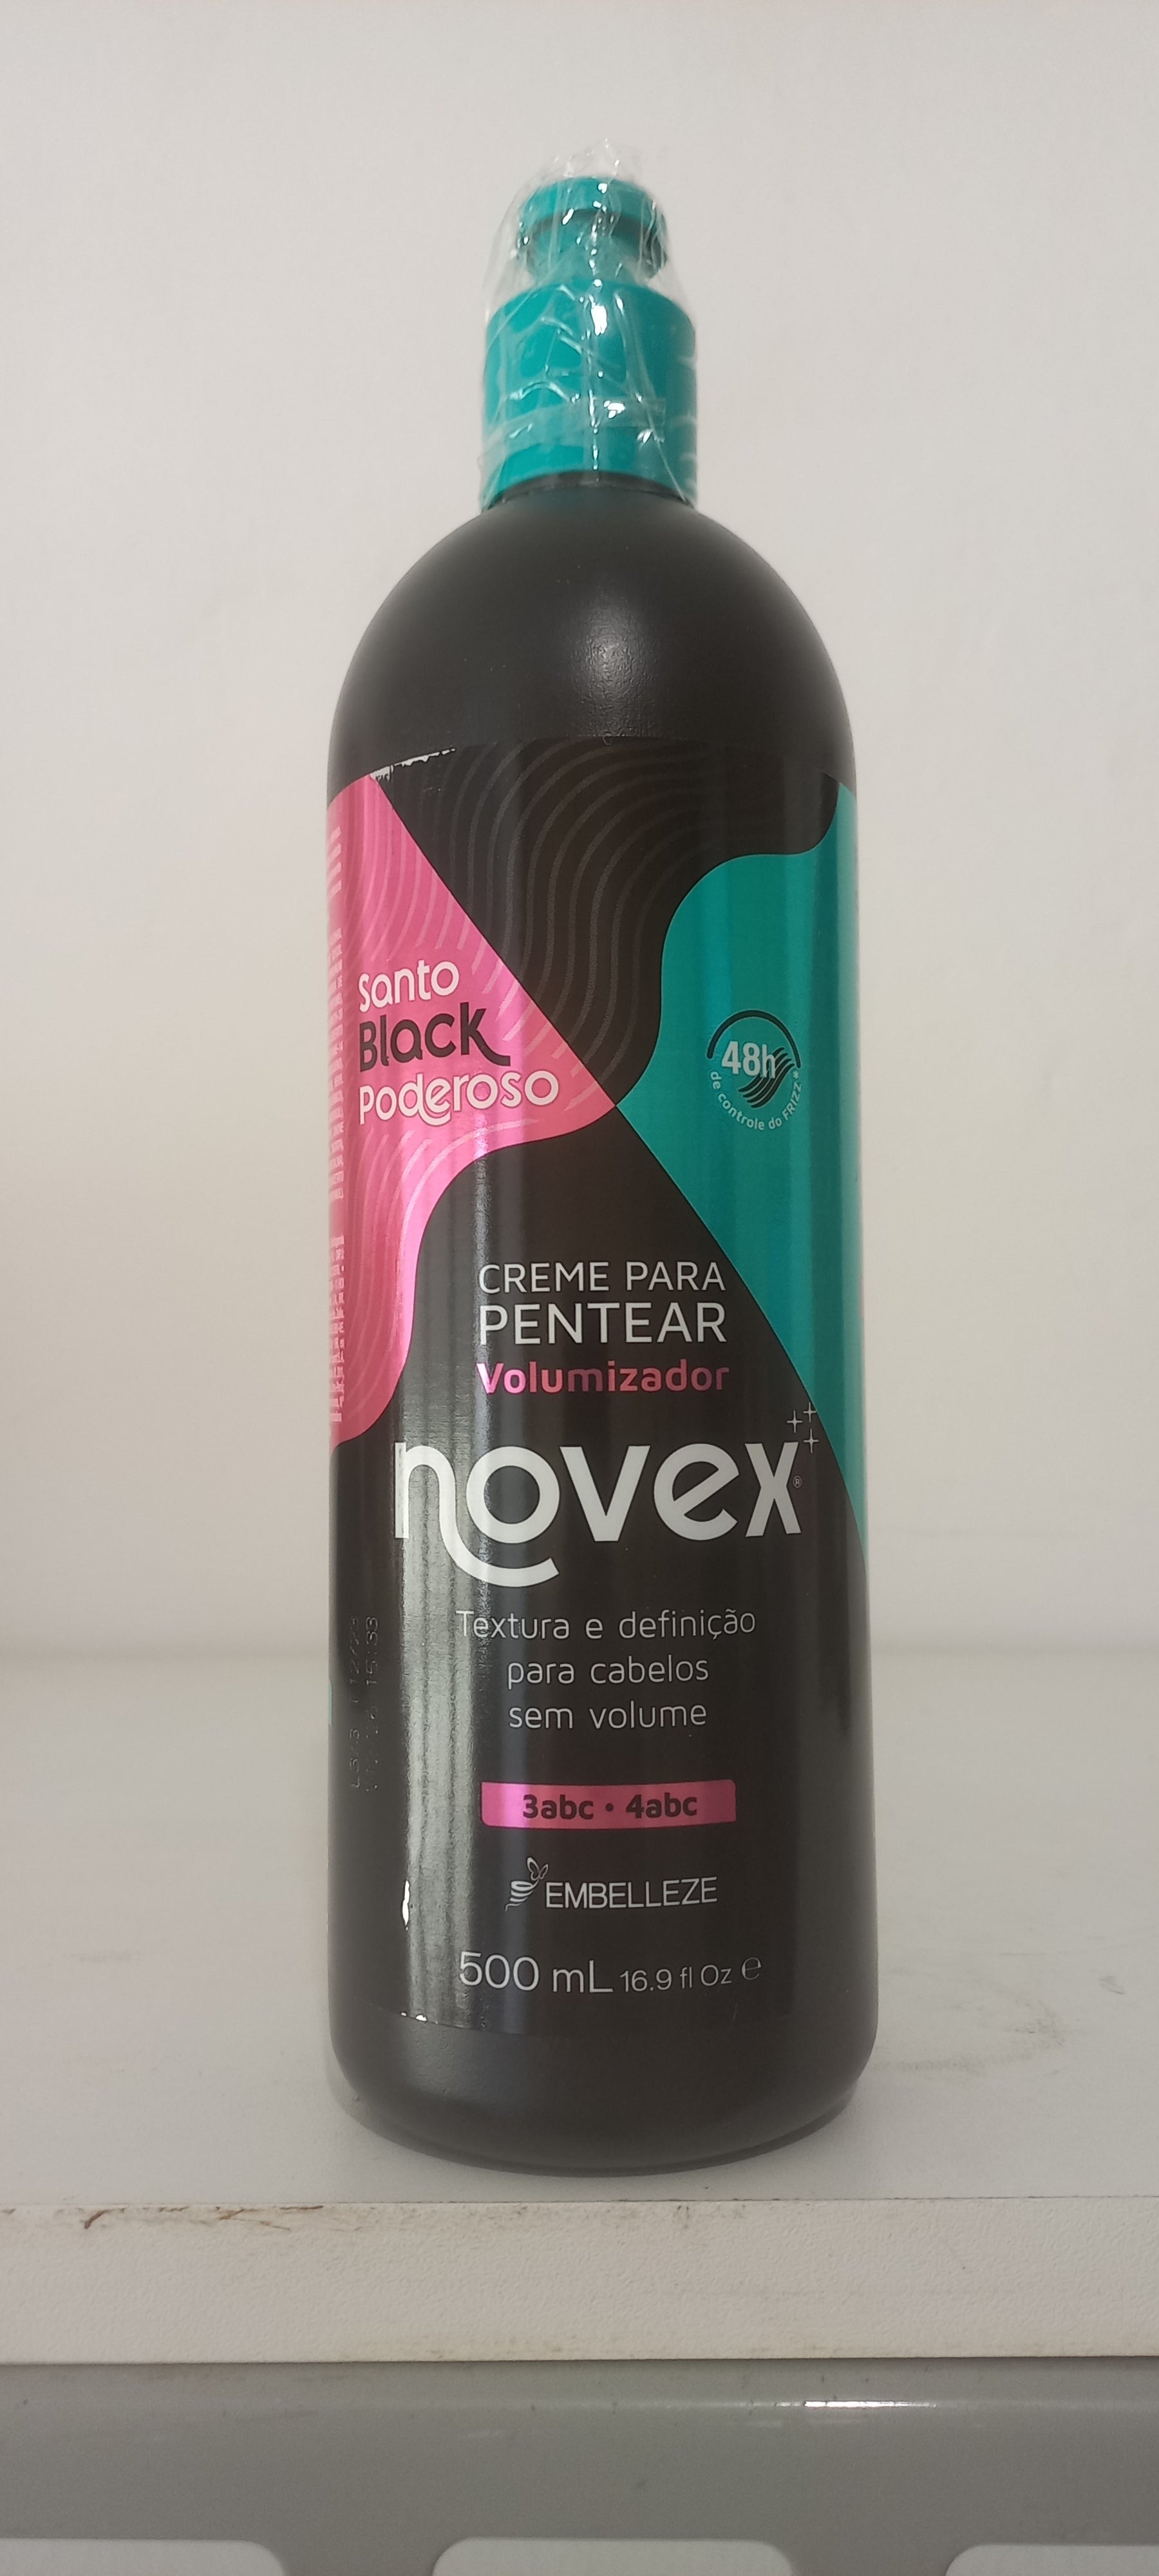 Santo
Black
Poderoso
48h
de controle do FRIZZ*
CREME PARA
PENTEAR
Volumizador
novex®
Textura e definição
para cabelos
sem volume
3abc • 4abc
EMBELLEZE
500 mL 16.9 fl Oz ℮